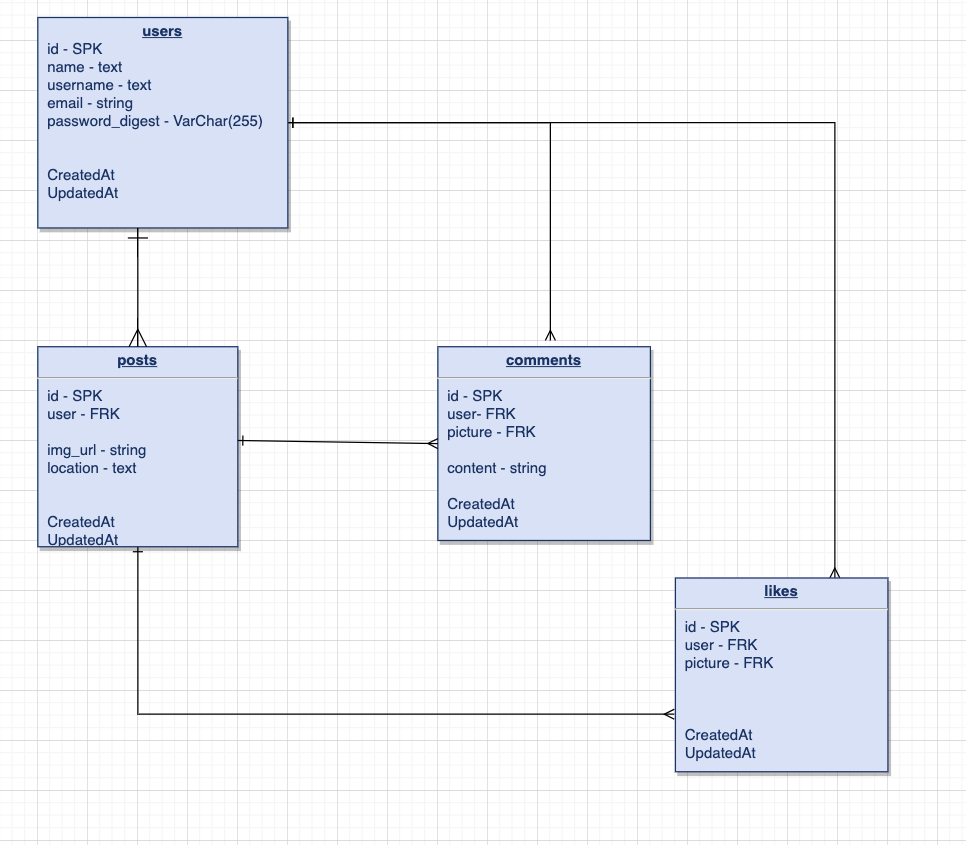 users
id - SPK
name - text
username - text
email - string
password_digest - VarChar(255)
CreatedAt
UpdatedAt
posts
id - SPK
user - FRK
img_url - string
location - text
CreatedAt
UpdatedAt
comments
id - SPK
user- FRK
picture - FRK
content - string
CreatedAt
UpdatedAt
likes
id - SPK
user - FRK
picture - FRK
CreatedAt
UpdatedAt